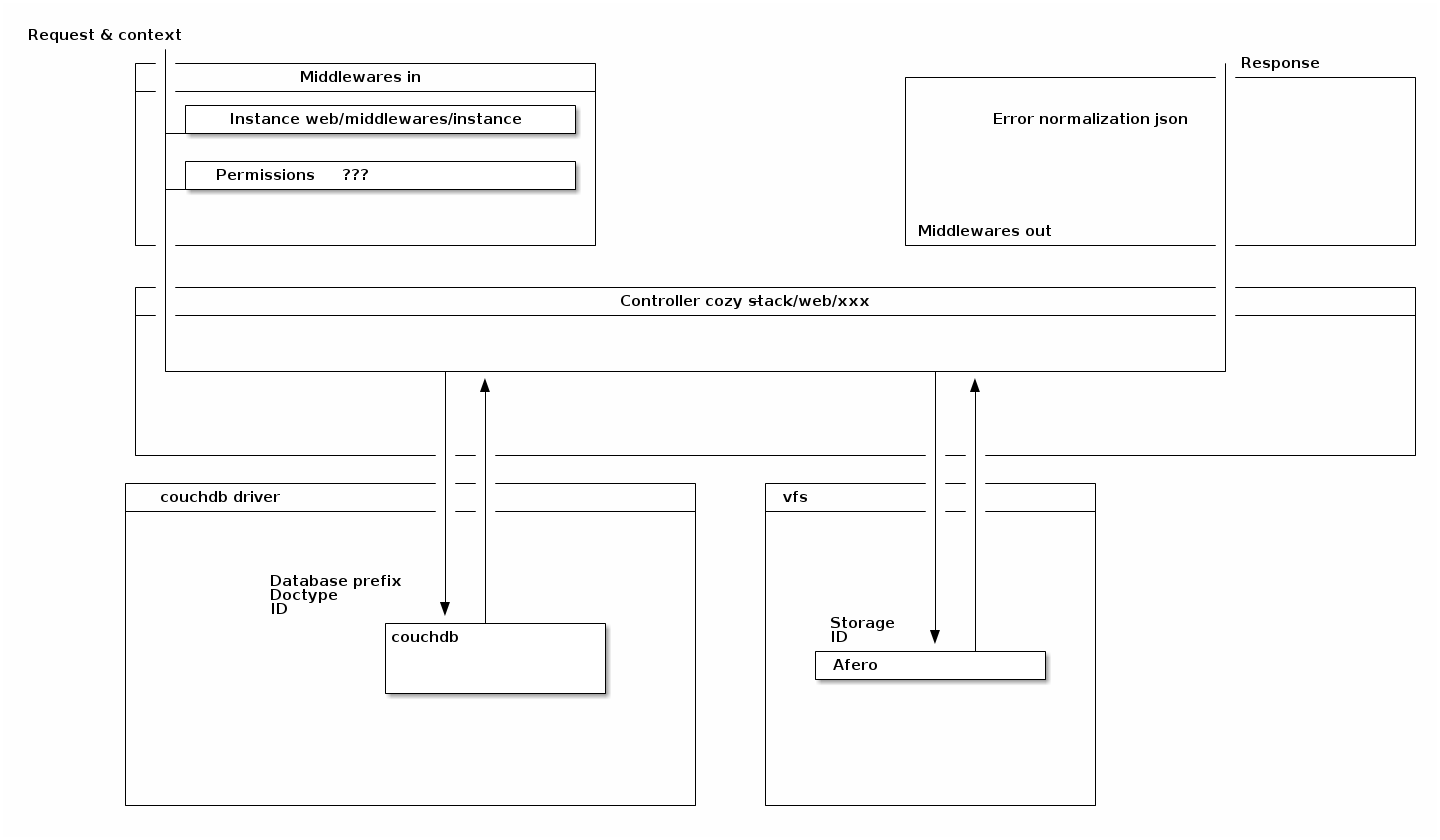 Request & context
Response
Middlewares in
Instance web/middlewares/instance
Error normalization json
Permissions ???
Middlewares out
Controller cozy stack/web/xxx
couchdb driver
vfs
Database prefix
Doctype
ID
Storage
ID
couchdb
Afero